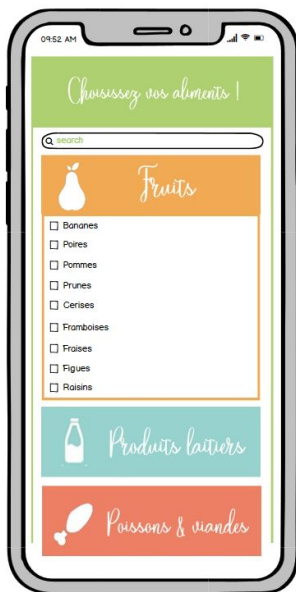 09:52 AM
Choisissez vos aliments !
search
Fruits
Bananes
Poires
Pommes
Prunes
Cerises
Framboises
Fraises
Figues
Raisins
Produits laitiers
Poissons & viandes